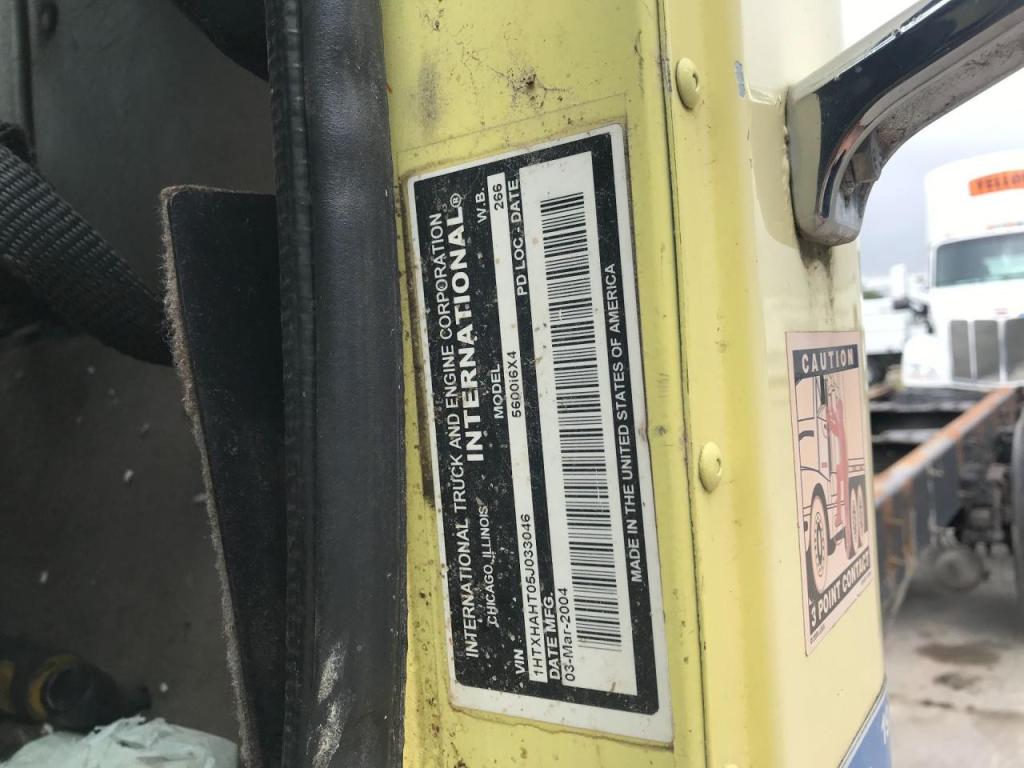 INTERNATIONAL TRUCK AND ENGINE CORPORATION
CHICAGO, ILLINOIS INTERNATIONAL®
VIN MODEL W.B.
1HTXHAHT05J033046 5600i6X4 266
DATE MFG. PD LOC - DATE
03-Mar-2004
MADE IN THE UNITED STATES OF AMERICA
CAUTION
3 POINT CONTACT